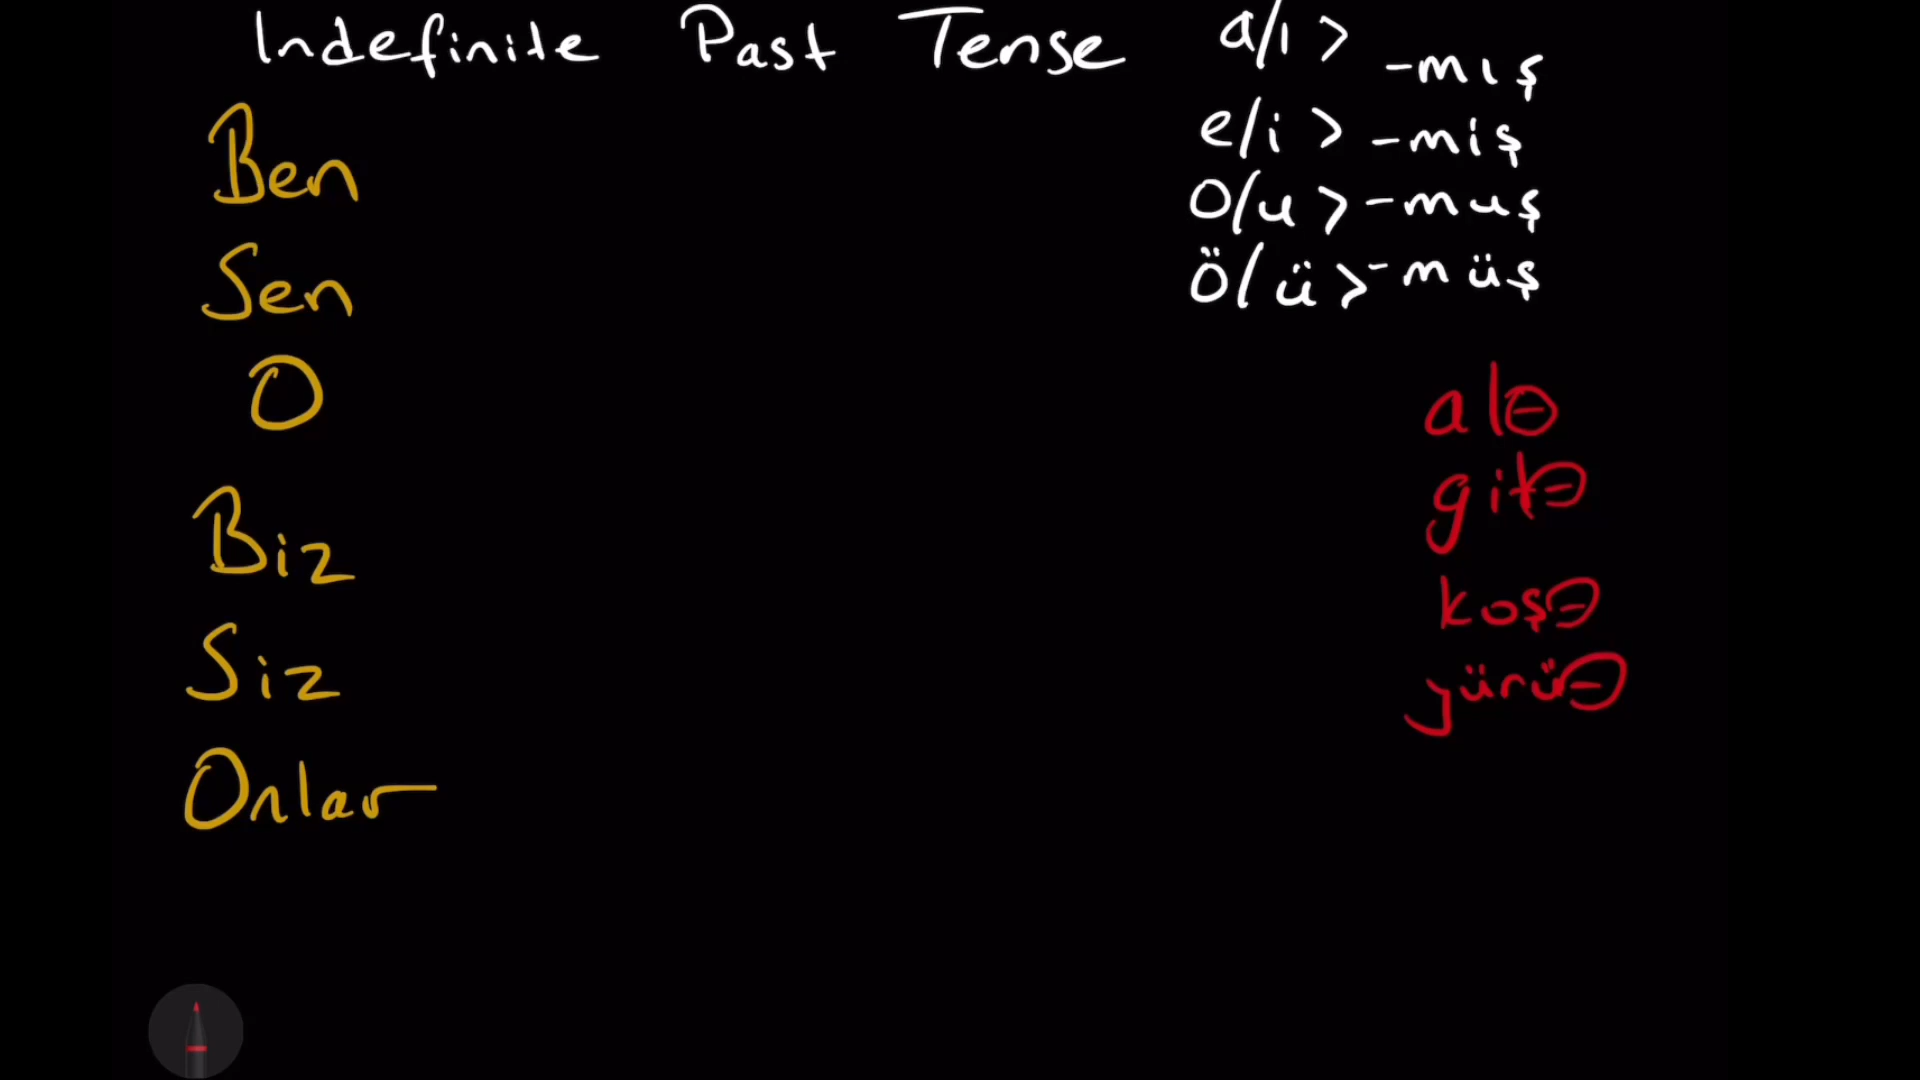 Indefinite Past Tense
a/ı > -mış
e/i > -miş
o/u > -muş
ö/ü > -müş
Ben
Sen
O
Biz
Siz
Onlar
al-
git-
koş-
yürü-